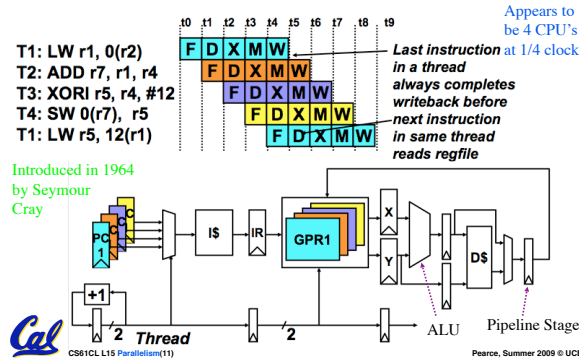 Appears to
be 4 CPU's
at 1/4 clock
t0 t1 t2 t3 t4 t5 t6 t7 t8 t9
T1: LW r1, 0(r2)
T2: ADD r7, r1, r4
T3: XORI r5, r4, #12
T4: SW 0(r7), r5
T1: LW r5, 12(r1)
F D X M W
F D X M W
F D X M W
F D X M W
F D X M W
Last instruction
in a thread
always completes
writeback before
next instruction
in same thread
reads regfile
Introduced in 1964
by Seymour
Cray
PC
1
C
C
C
I$
IR
GPR1
X
Y
D$
+1
2
Thread
2
ALU
Pipeline Stage
Cal
CS61CL L15 Parallelism(11)
Pearce, Summer 2009 © UCB